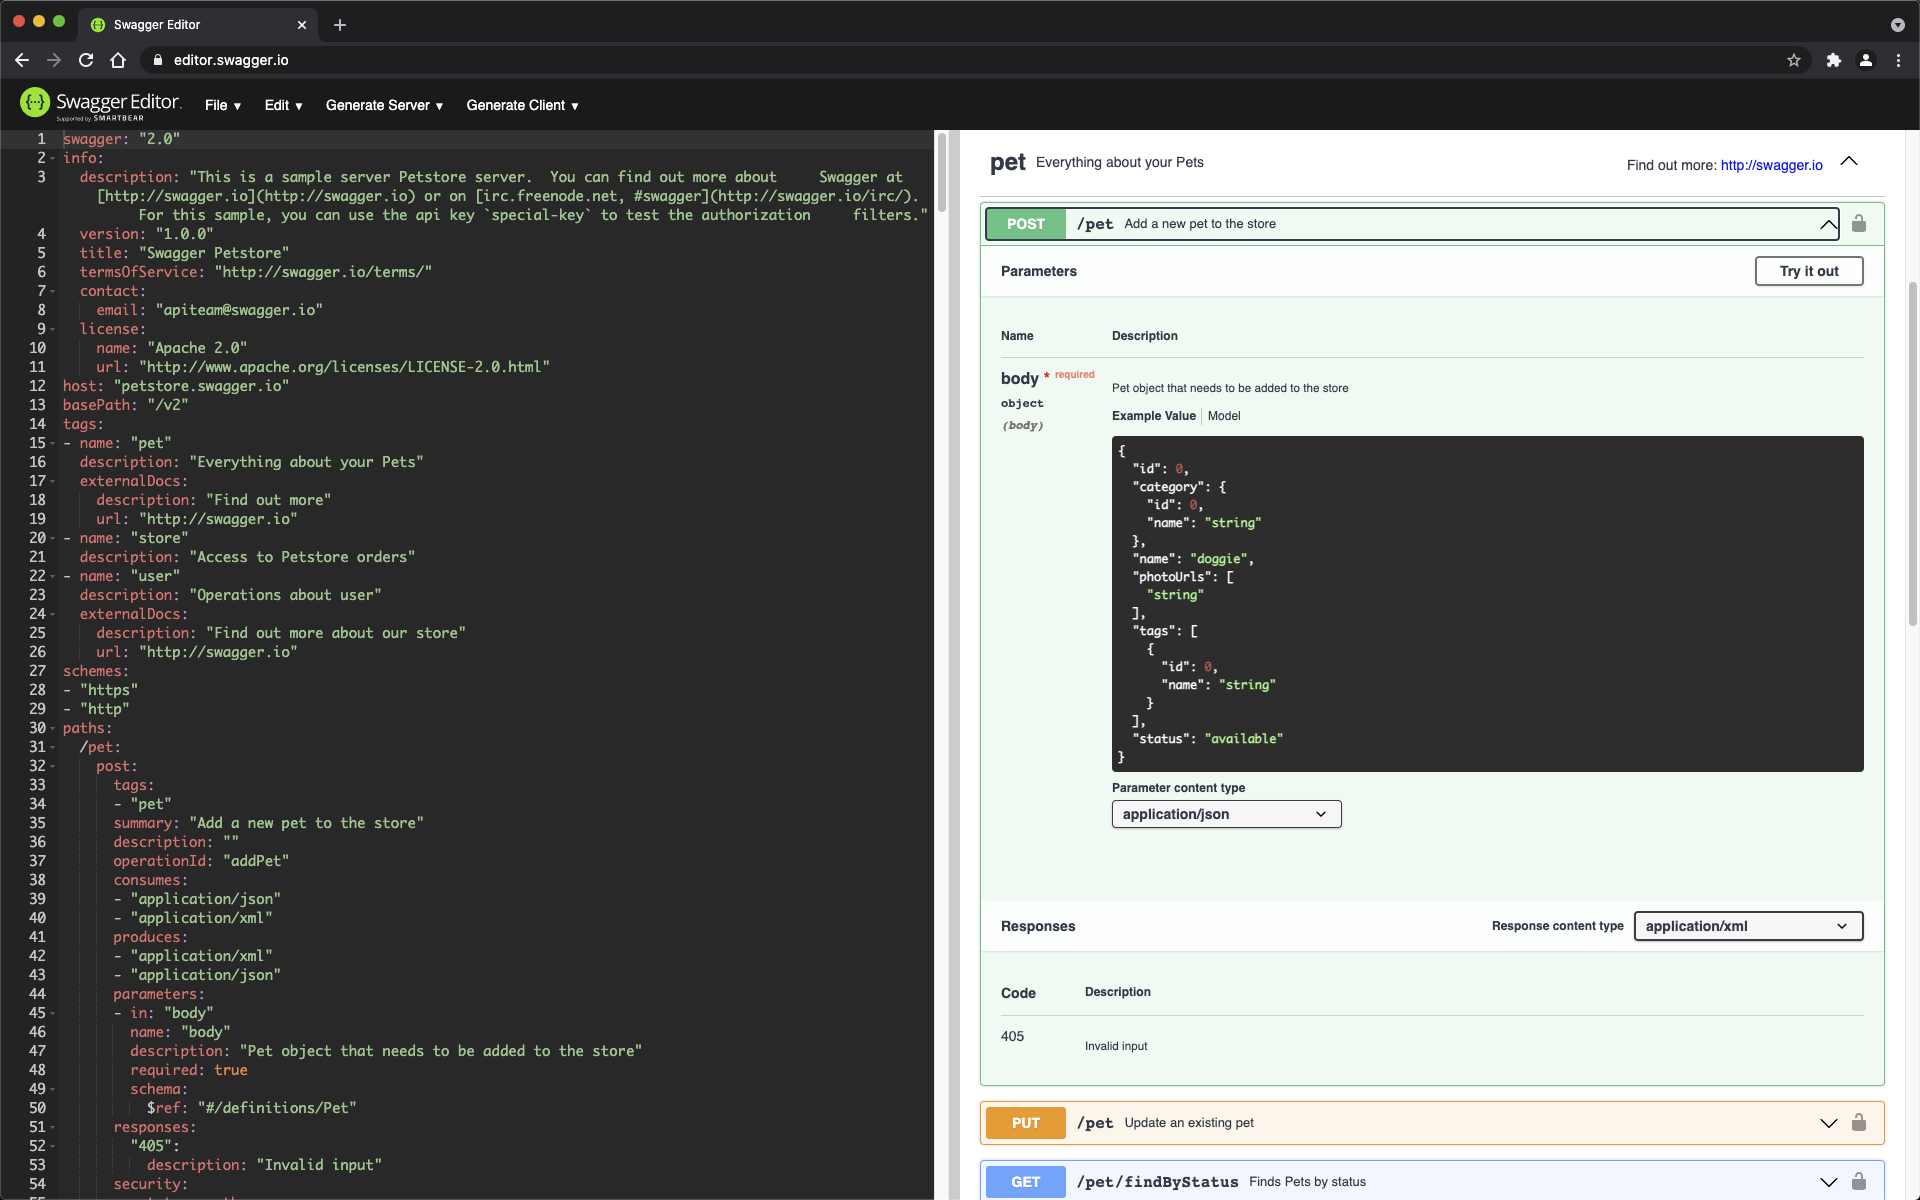 Swagger Editor
editor.swagger.io
Swagger Editor.
Supported by SMARTBEAR
File ▾ Edit ▾ Generate Server ▾ Generate Client ▾
1 swagger: "2.0"
2 info:
3 description: "This is a sample server Petstore server.  You can find out more about     Swagger at
[http://swagger.io](http://swagger.io) or on [irc.freenode.net, #swagger](http://swagger.io/irc/).
For this sample, you can use the api key `special-key` to test the authorization     filters."
4 version: "1.0.0"
5 title: "Swagger Petstore"
6 termsOfService: "http://swagger.io/terms/"
7 contact:
8 email: "apiteam@swagger.io"
9 license:
10 name: "Apache 2.0"
11 url: "http://www.apache.org/licenses/LICENSE-2.0.html"
12 host: "petstore.swagger.io"
13 basePath: "/v2"
14 tags:
15 - name: "pet"
16 description: "Everything about your Pets"
17 externalDocs:
18 description: "Find out more"
19 url: "http://swagger.io"
20 - name: "store"
21 description: "Access to Petstore orders"
22 - name: "user"
23 description: "Operations about user"
24 externalDocs:
25 description: "Find out more about our store"
26 url: "http://swagger.io"
27 schemes:
28 - "https"
29 - "http"
30 paths:
31 /pet:
32 post:
33 tags:
34 - "pet"
35 summary: "Add a new pet to the store"
36 description: ""
37 operationId: "addPet"
38 consumes:
39 - "application/json"
40 - "application/xml"
41 produces:
42 - "application/xml"
43 - "application/json"
44 parameters:
45 - in: "body"
46 name: "body"
47 description: "Pet object that needs to be added to the store"
48 required: true
49 schema:
50 $ref: "#/definitions/Pet"
51 responses:
52 "405":
53 description: "Invalid input"
54 security:
pet Everything about your Pets
Find out more: http://swagger.io
POST /pet Add a new pet to the store
Parameters
Try it out
Name Description
body * required
object
(body)
Pet object that needs to be added to the store
Example Value Model
{
"id": 0,
"category": {
"id": 0,
"name": "string"
},
"name": "doggie",
"photoUrls": [
"string"
],
"tags": [
{
"id": 0,
"name": "string"
}
],
"status": "available"
}
Parameter content type
application/json
Responses
Response content type application/xml
Code Description
405 Invalid input
PUT /pet Update an existing pet
GET /pet/findByStatus Finds Pets by status